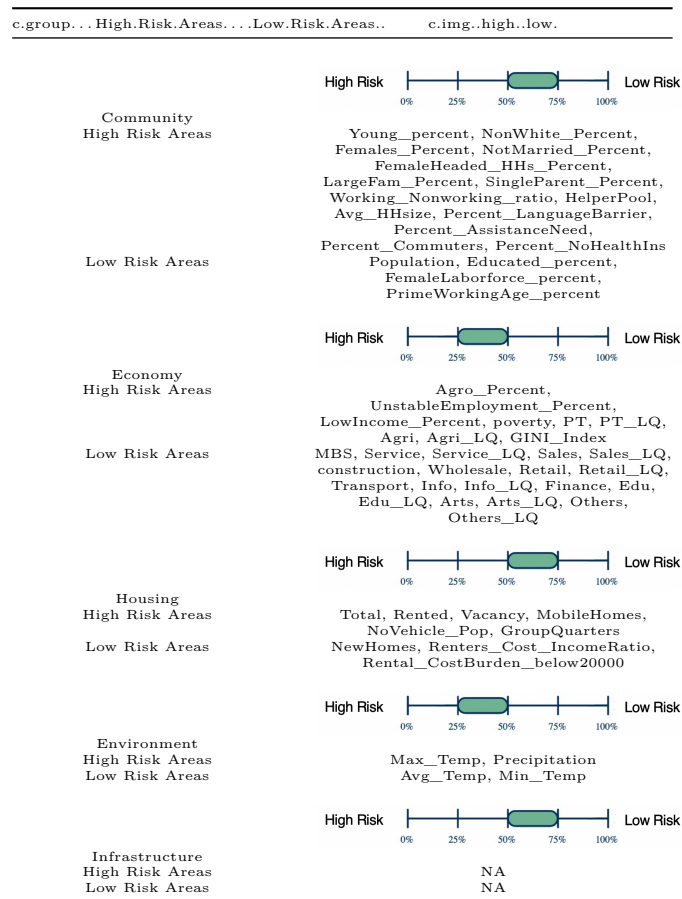 c.group...High.Risk.Areas....Low.Risk.Areas.. c.img..high..low.
High Risk Low Risk
0% 25% 50% 75% 100%
Community
High Risk Areas Young_percent, NonWhite_Percent,
Females_Percent, NotMarried_Percent,
FemaleHeaded_HHs_Percent,
LargeFam_Percent, SingleParent_Percent,
Working_Nonworking_ratio, HelperPool,
Avg_HHsize, Percent_LanguageBarrier,
Percent_AssistanceNeed,
Percent_Commuters, Percent_NoHealthIns
Low Risk Areas Population, Educated_percent,
FemaleLaborforce_percent,
PrimeWorkingAge_percent
High Risk Low Risk
0% 25% 50% 75% 100%
Economy
High Risk Areas Agro_Percent,
UnstableEmployment_Percent,
LowIncome_Percent, poverty, PT, PT_LQ,
Agri, Agri_LQ, GINI_Index
Low Risk Areas MBS, Service, Service_LQ, Sales, Sales_LQ,
construction, Wholesale, Retail, Retail_LQ,
Transport, Info, Info_LQ, Finance, Edu,
Edu_LQ, Arts, Arts_LQ, Others,
Others_LQ
High Risk Low Risk
0% 25% 50% 75% 100%
Housing
High Risk Areas Total, Rented, Vacancy, MobileHomes,
NoVehicle_Pop, GroupQuarters
Low Risk Areas NewHomes, Renters_Cost_IncomeRatio,
Rental_CostBurden_below20000
High Risk Low Risk
0% 25% 50% 75% 100%
Environment
High Risk Areas Max_Temp, Precipitation
Low Risk Areas Avg_Temp, Min_Temp
High Risk Low Risk
0% 25% 50% 75% 100%
Infrastructure
High Risk Areas NA
Low Risk Areas NA